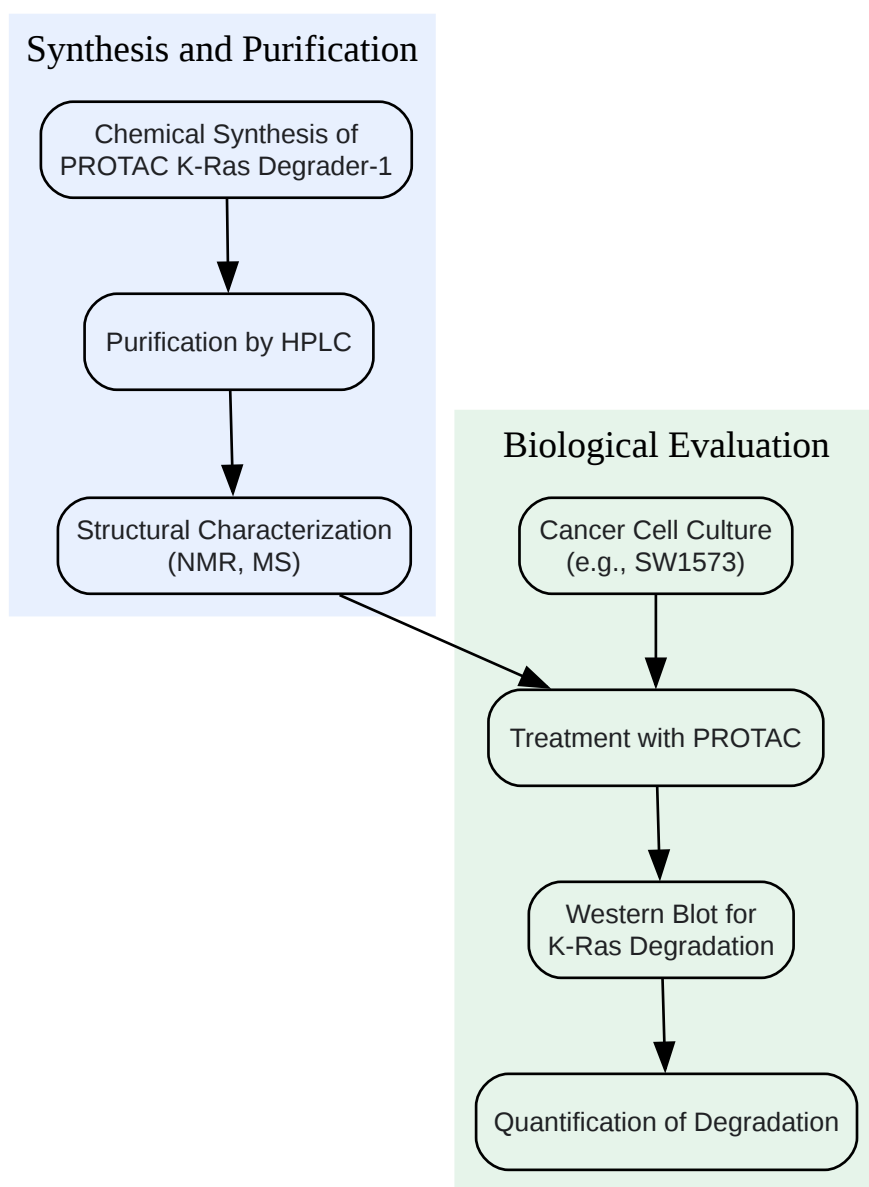 Synthesis and Purification
Chemical Synthesis of
PROTAC K-Ras Degrader-1
Purification by HPLC
Structural Characterization
(NMR, MS)
Biological Evaluation
Cancer Cell Culture
(e.g., SW1573)
Treatment with PROTAC
Western Blot for
K-Ras Degradation
Quantification of Degradation